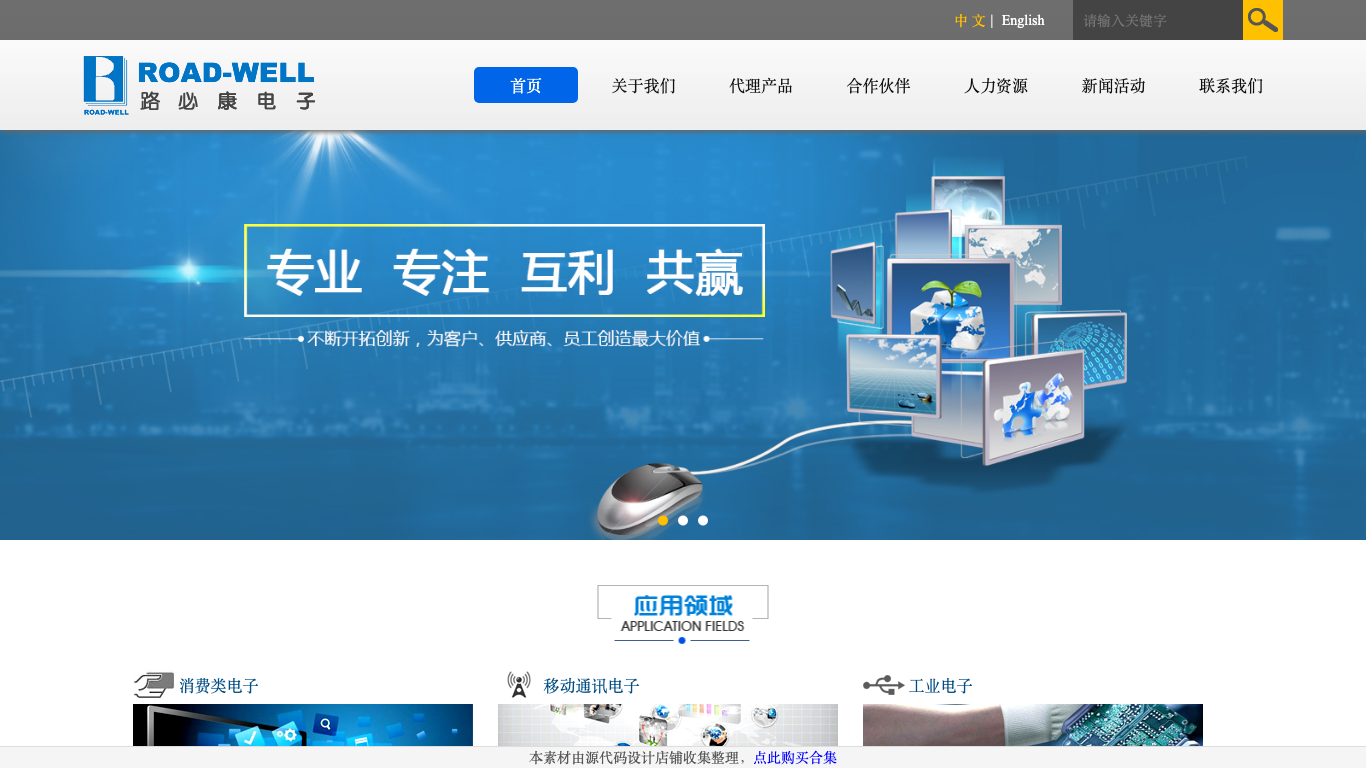 中 文 | English
请输入关键字
ROAD-WELL
路必康电子
ROAD-WELL
首页 关于我们 代理产品 合作伙伴 人力资源 新闻活动 联系我们
专业 专注 互利 共赢
不断开拓创新，为客户、供应商、员工创造最大价值
应用领域
APPLICATION FIELDS
消费类电子 移动通讯电子 工业电子
本素材由源代码设计店铺收集整理，点此购买合集